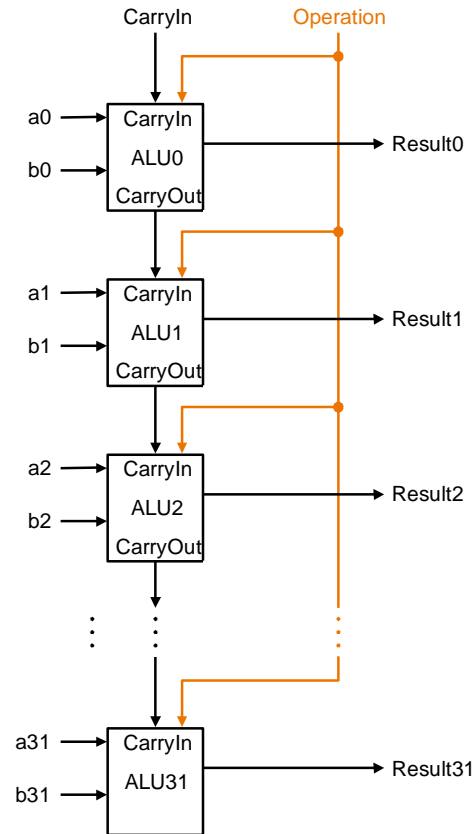 CarryIn Operation
a0 CarryIn
ALU0 Result0
b0
CarryOut
a1 CarryIn
ALU1 Result1
b1
CarryOut
a2 CarryIn
ALU2 Result2
b2
CarryOut
a31 CarryIn
ALU31 Result31
b31